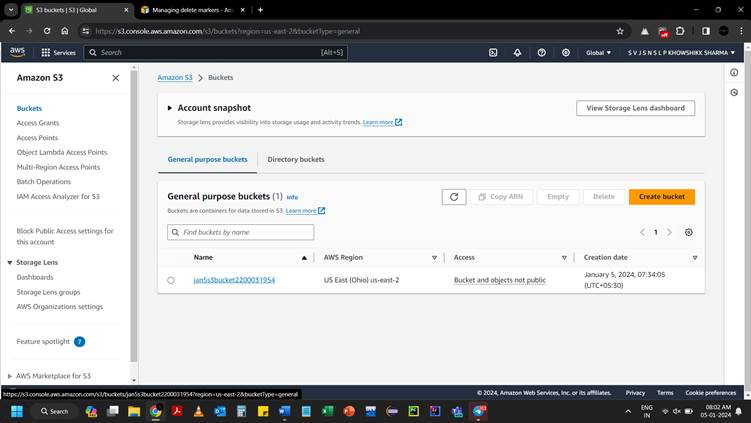 S3 buckets | S3 | Global
Managing delete markers - Am
https://s3.console.aws.amazon.com/s3/buckets?region=us-east-2&bucketType=general
aws
Services
Search
[Alt+S]
Global
S V J S N S L P KHOWSHIKK SHARMA
Amazon S3
Buckets
Access Grants
Access Points
Object Lambda Access Points
Multi-Region Access Points
Batch Operations
IAM Access Analyzer for S3
Block Public Access settings for
this account
Storage Lens
Dashboards
Storage Lens groups
AWS Organizations settings
Feature spotlight 7
AWS Marketplace for S3
Amazon S3 > Buckets
Account snapshot
Storage lens provides visibility into storage usage and activity trends. Learn more
View Storage Lens dashboard
General purpose buckets
Directory buckets
General purpose buckets (1) Info
Buckets are containers for data stored in S3. Learn more
Copy ARN
Empty
Delete
Create bucket
Find buckets by name
1
Name
AWS Region
Access
Creation date
jan5s3bucket2200031954
US East (Ohio) us-east-2
Bucket and objects not public
January 5, 2024, 07:34:05
(UTC+05:30)
https://s3.console.aws.amazon.com/s3/buckets/jan5s3bucket2200031954?region=us-east-2&bucketType=general
© 2024, Amazon Web Services, Inc. or its affiliates.
Privacy
Terms
Cookie preferences
Search
ENG
IN
08:02 AM
05-01-2024